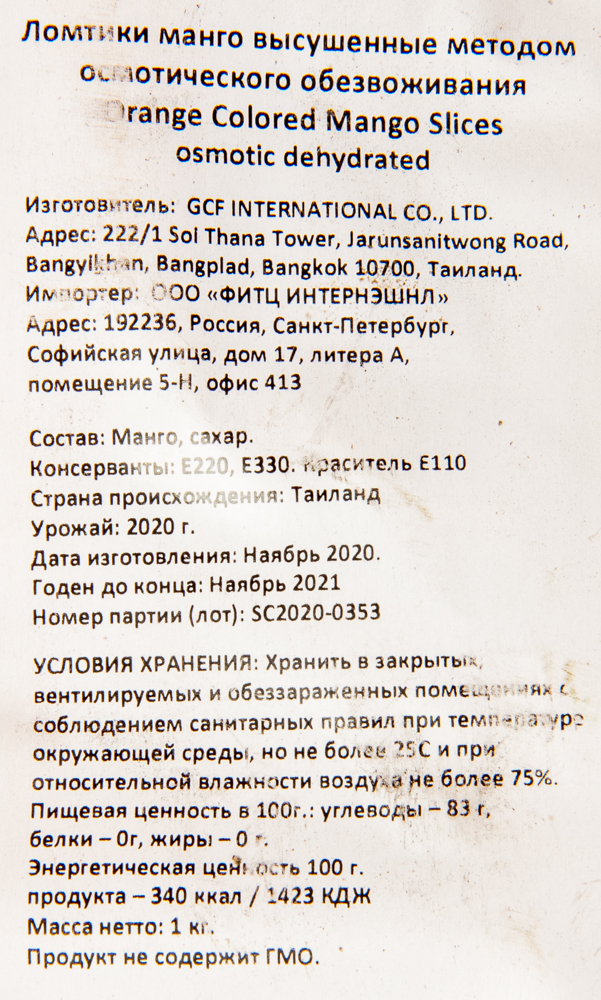 Ломтики манго высушенные методом
осмотического обезвоживания
Orange Colored Mango Slices
osmotic dehydrated
Изготовитель: GCF INTERNATIONAL CO., LTD.
Адрес: 222/1 Soi Thana Tower, Jarunsanitwong Road,
Bangyikhan, Bangplad, Bangkok 10700, Таиланд.
Импортер: ООО «ФИТЦ ИНТЕРНЭШНЛ»
Адрес: 192236, Россия, Санкт-Петербург,
Софийская улица, дом 17, литера А,
помещение 5-Н, офис 413
Состав: Манго, сахар.
Консерванты: Е220, Е330. Краситель Е110
Страна происхождения: Таиланд
Урожай: 2020 г.
Дата изготовления: Наябрь 2020.
Годен до конца: Наябрь 2021
Номер партии (лот): SC2020-0353
УСЛОВИЯ ХРАНЕНИЯ: Хранить в закрытых,
вентилируемых и обеззараженных помещениях с
соблюдением санитарных правил при температуре
окружающей среды, но не более 25С и при
относительной влажности воздуха не более 75%.
Пищевая ценность в 100г.: углеводы – 83 г,
белки – 0г, жиры – 0 г.
Энергетическая ценность 100 г.
продукта – 340 ккал / 1423 КДЖ
Масса нетто: 1 кг.
Продукт не содержит ГМО.